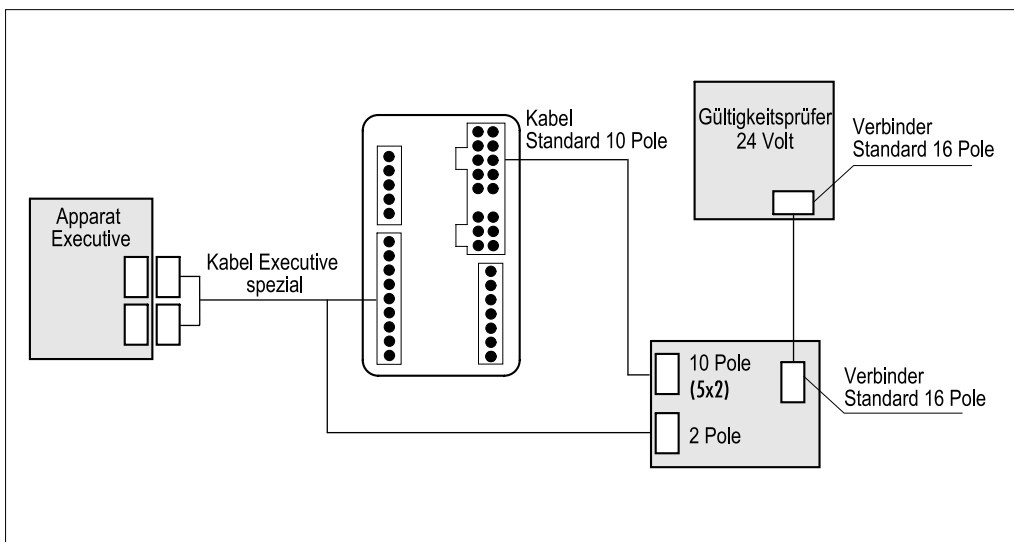 Apparat
Executive
Kabel Executive
spezial
Kabel
Standard 10 Pole
Gültigkeitsprüfer
24 Volt
Verbinder
Standard 16 Pole
10 Pole
(5x2)
2 Pole
Verbinder
Standard 16 Pole